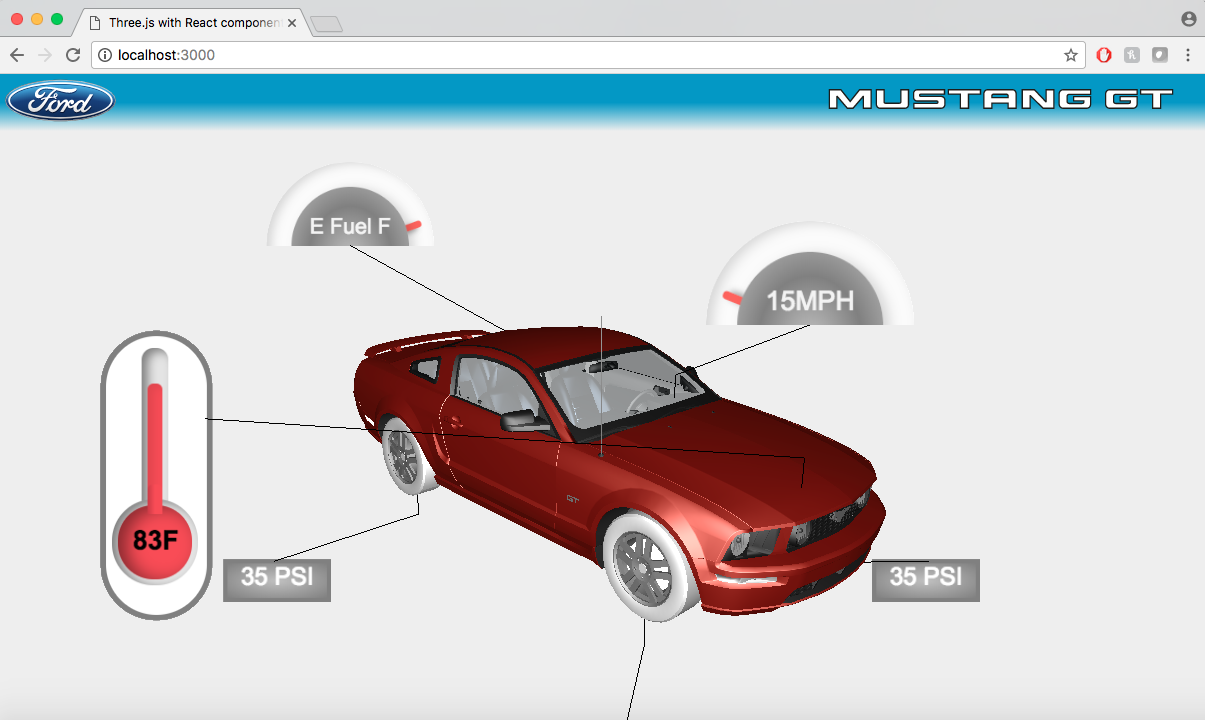 Three.js with React componen
localhost:3000
Ford
MUSTANG GT
E Fuel F
15MPH
83F
GT
35 PSI
35 PSI